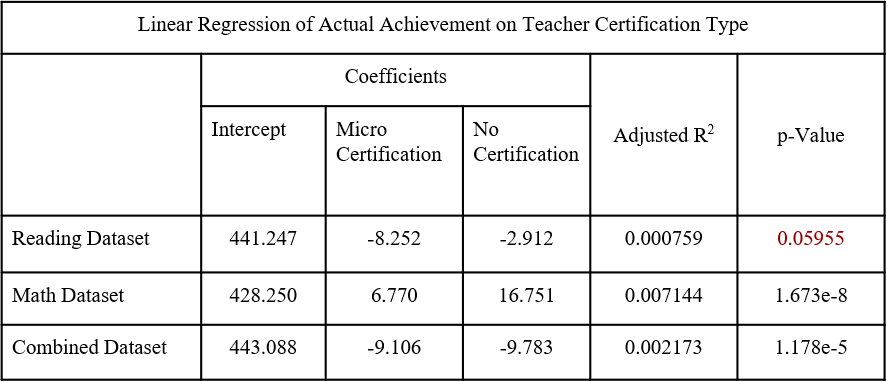 Linear Regression of Actual Achievement on Teacher Certification Type
Coefficients
Adjusted R²
p-Value
Intercept
Micro
Certification
No
Certification
Reading Dataset 441.247 -8.252 -2.912 0.000759 0.05955
Math Dataset 428.250 6.770 16.751 0.007144 1.673e-8
Combined Dataset 443.088 -9.106 -9.783 0.002173 1.178e-5